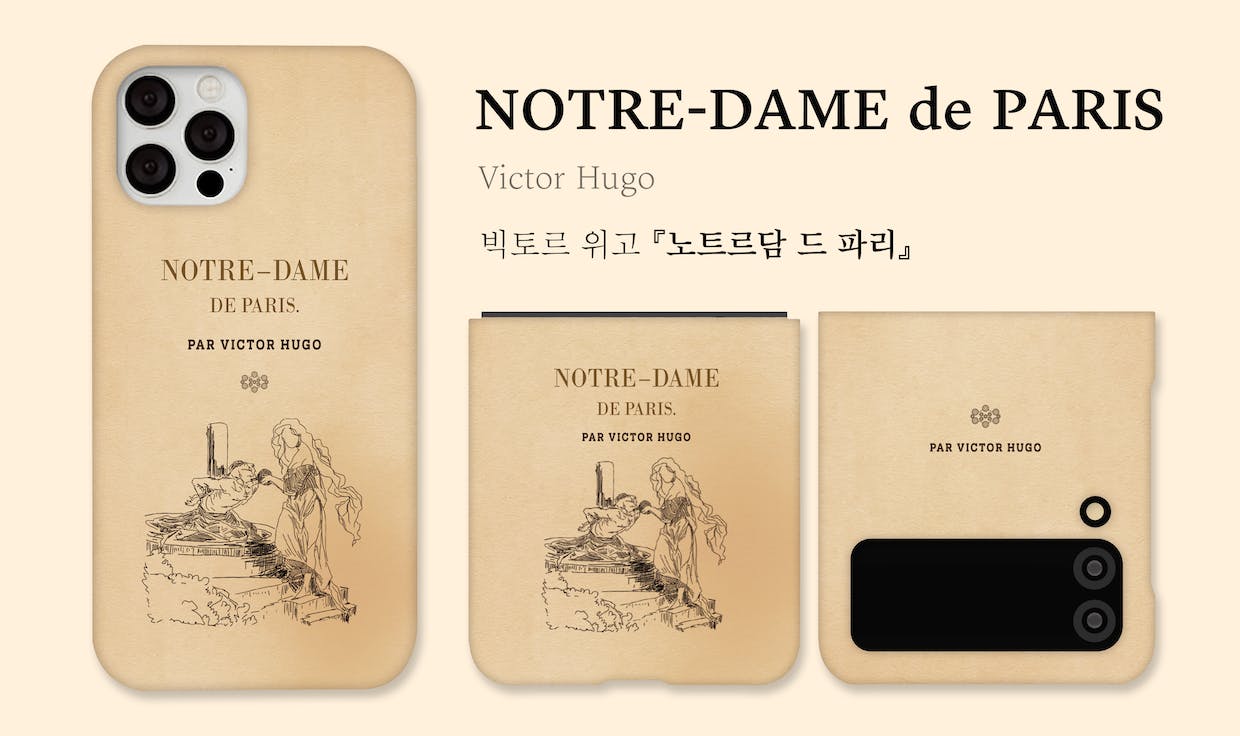 NOTRE–DAME
DE PARIS.
PAR VICTOR HUGO
NOTRE-DAME de PARIS
Victor Hugo
빅토르 위고 『노트르담 드 파리』
NOTRE–DAME
DE PARIS.
PAR VICTOR HUGO
PAR VICTOR HUGO